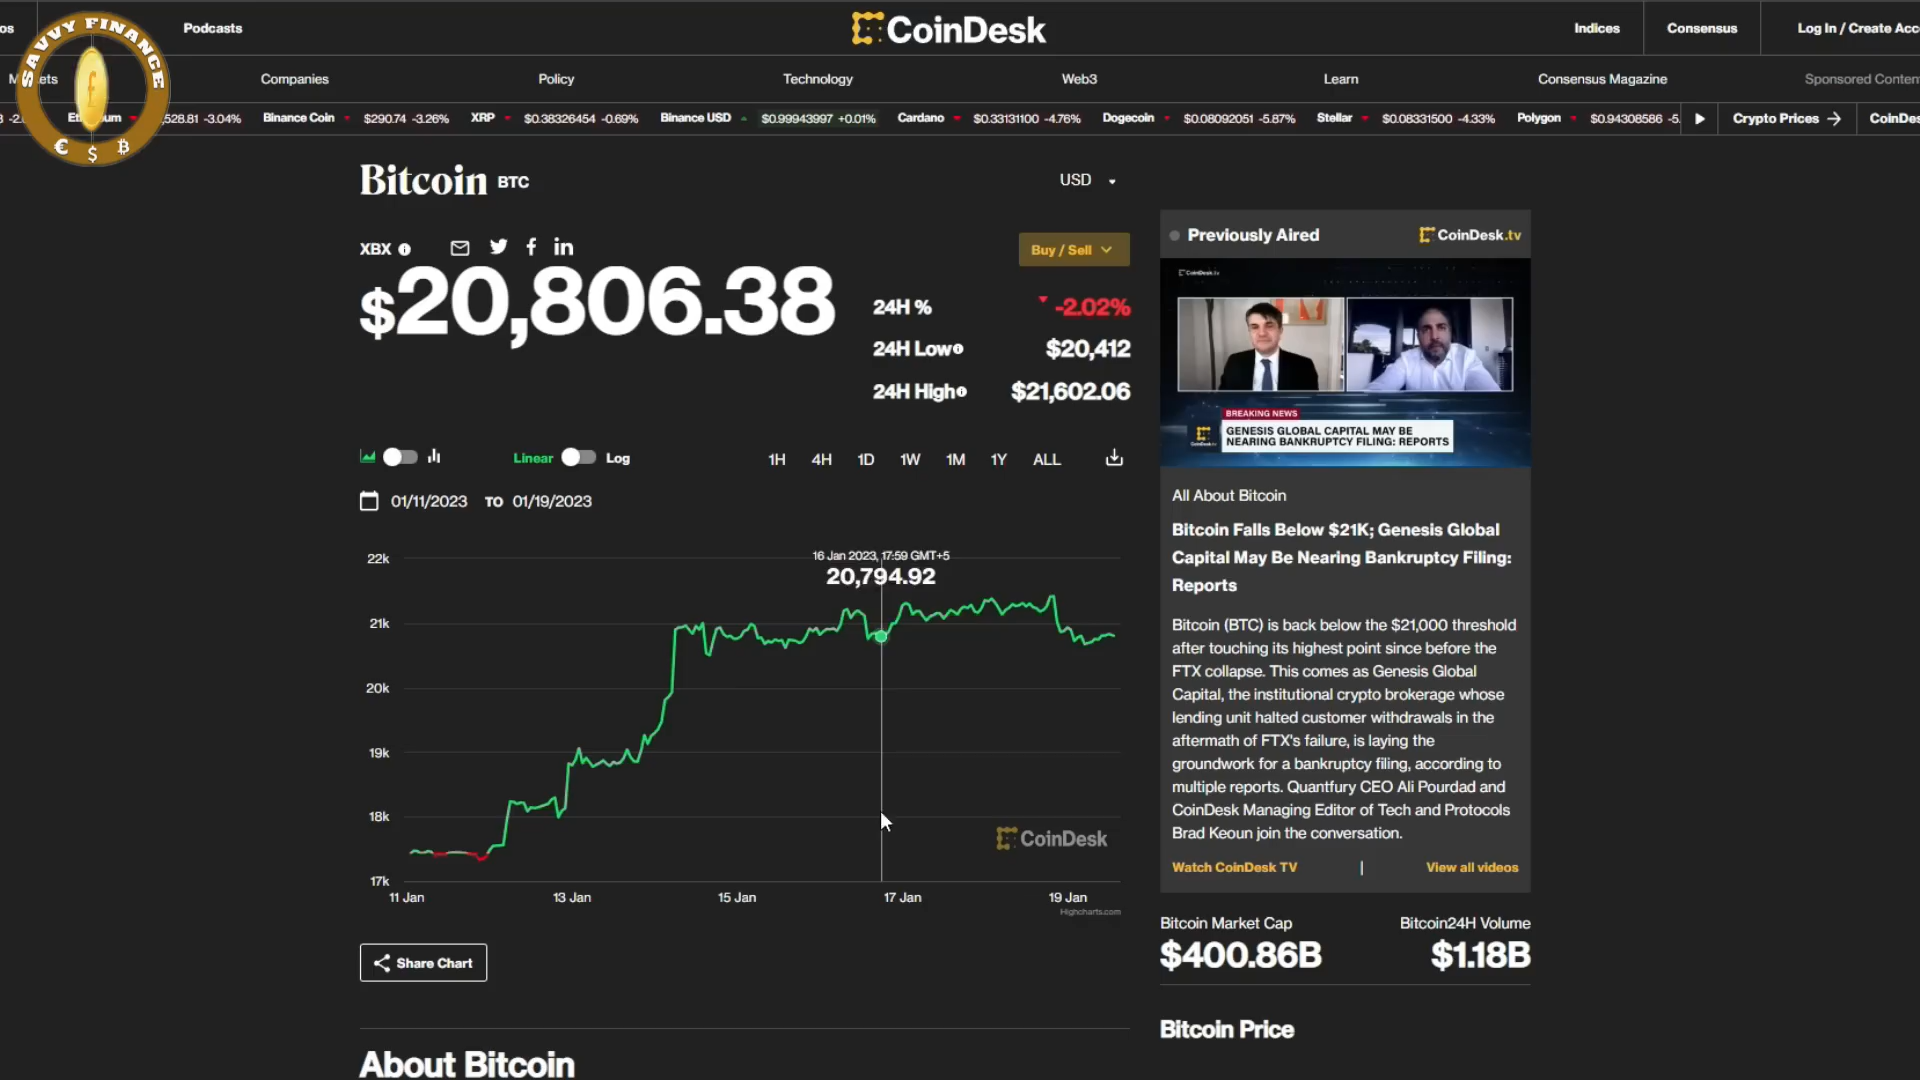 os
Podcasts
CoinDesk
Indices
Consensus
Log In / Create Acc
SAVVY FINANCE
£
€ $ ₿
M ets
Companies
Policy
Technology
Web3
Learn
Consensus Magazine
Sponsored Conten
3 -2.
Et um
,528.81 -3.04%
Binance Coin $290.74 -3.26%
XRP $0.38326454 -0.69%
Binance USD $0.99943997 +0.01%
Cardano $0.33131100 -4.76%
Dogecoin $0.08092051 -5.87%
Stellar $0.08331500 -4.33%
Polygon $0.94308586 -5.
Crypto Prices →
CoinDes
Bitcoin BTC
USD
XBX
Buy / Sell
$20,806.38
24H % -2.02%
24H Low $20,412
24H High $21,602.06
Linear Log
1H 4H 1D 1W 1M 1Y ALL
01/11/2023 TO 01/19/2023
16 Jan 2023, 17:59 GMT+5
20,794.92
22k
21k
20k
19k
18k
17k
CoinDesk
11 Jan 13 Jan 15 Jan 17 Jan 19 Jan
Highcharts.com
Share Chart
About Bitcoin
Previously Aired
CoinDesk.tv
CoinDesk.tv
BREAKING NEWS
GENESIS GLOBAL CAPITAL MAY BE
NEARING BANKRUPTCY FILING: REPORTS
All About Bitcoin
Bitcoin Falls Below $21K; Genesis Global
Capital May Be Nearing Bankruptcy Filing:
Reports
Bitcoin (BTC) is back below the $21,000 threshold
after touching its highest point since before the
FTX collapse. This comes as Genesis Global
Capital, the institutional crypto brokerage whose
lending unit halted customer withdrawals in the
aftermath of FTX's failure, is laying the
groundwork for a bankruptcy filing, according to
multiple reports. Quantfury CEO Ali Pourdad and
CoinDesk Managing Editor of Tech and Protocols
Brad Keoun join the conversation.
Watch CoinDesk TV | View all videos
Bitcoin Market Cap
$400.86B
Bitcoin24H Volume
$1.18B
Bitcoin Price